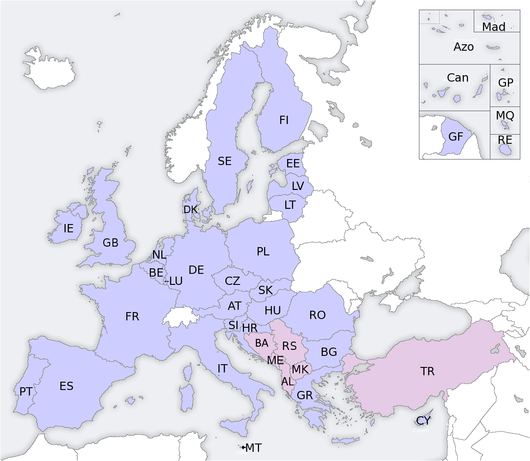 Mad
Azo
Can
GP
MQ
GF
RE
FI
SE
EE
LV
LT
DK
IE
GB
NL
BE
LU
DE
PL
CZ
SK
FR
AT
HU
RO
SI
HR
BA
RS
BG
ME
MK
AL
IT
TR
PT
ES
GR
CY
MT